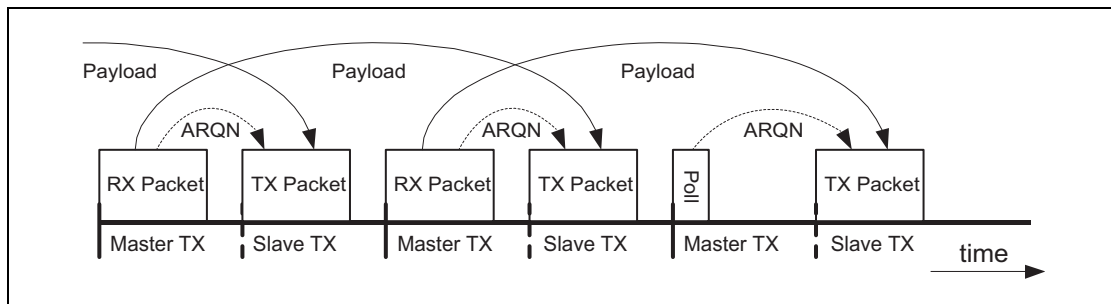 Payload Payload Payload
ARQN ARQN ARQN
RX Packet TX Packet RX Packet TX Packet Poll TX Packet
Master TX Slave TX Master TX Slave TX Master TX Slave TX
time